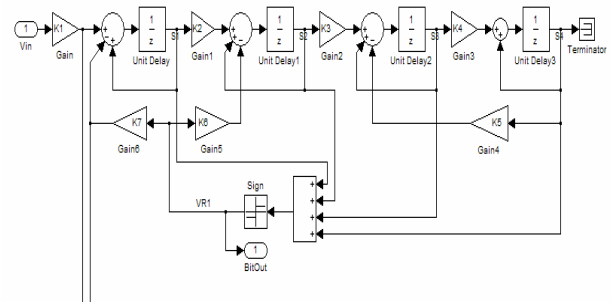 1
Vin
K1
Gain
1
z
Unit Delay
S1
K2
Gain1
1
z
Unit Delay1
S2
K3
Gain2
1
z
Unit Delay2
S3
K4
Gain3
1
z
Unit Delay3
S4
Terminator
K7
Gain6
K6
Gain5
K5
Gain4
Sign
VR1
1
BitOut